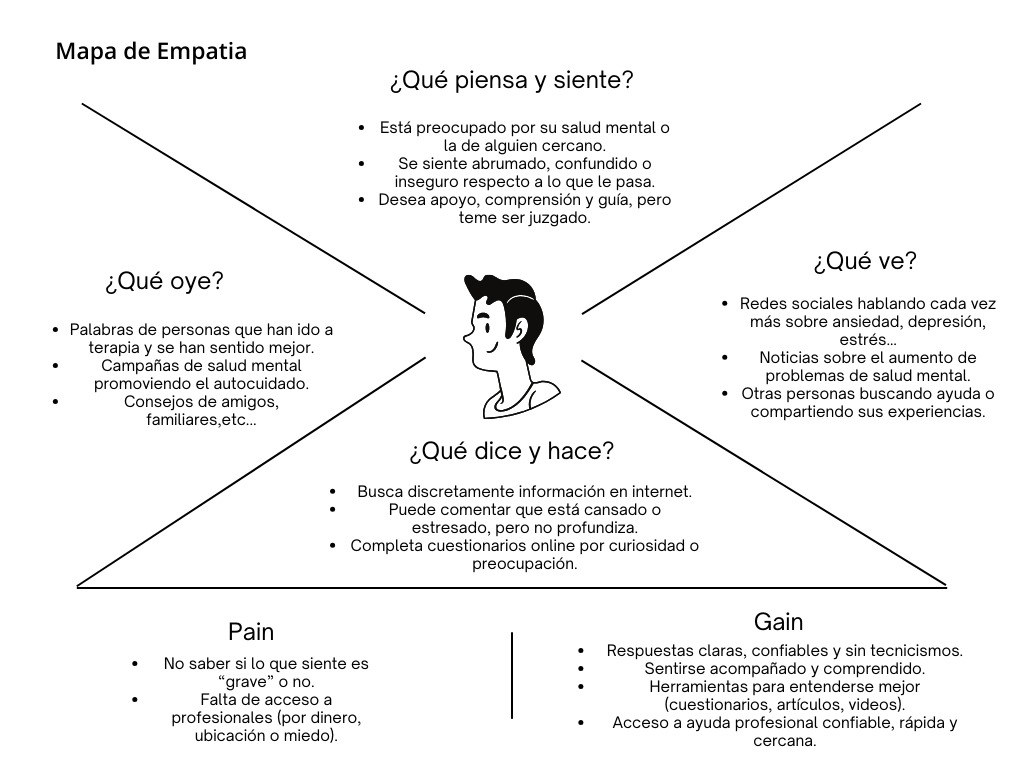 Mapa de Empatia
¿Qué piensa y siente?
• Está preocupado por su salud mental o
la de alguien cercano.
• Se siente abrumado, confundido o
inseguro respecto a lo que le pasa.
• Desea apoyo, comprensión y guía, pero
teme ser juzgado.
¿Qué oye?
• Palabras de personas que han ido a
terapia y se han sentido mejor.
• Campañas de salud mental
promoviendo el autocuidado.
• Consejos de amigos,
familiares,etc...
¿Qué ve?
• Redes sociales hablando cada vez
más sobre ansiedad, depresión,
estrés...
• Noticias sobre el aumento de
problemas de salud mental.
• Otras personas buscando ayuda o
compartiendo sus experiencias.
¿Qué dice y hace?
• Busca discretamente información en internet.
• Puede comentar que está cansado o
estresado, pero no profundiza.
• Completa cuestionarios online por curiosidad o
preocupación.
Pain
• No saber si lo que siente es
“grave” o no.
• Falta de acceso a
profesionales (por dinero,
ubicación o miedo).
Gain
• Respuestas claras, confiables y sin tecnicismos.
• Sentirse acompañado y comprendido.
• Herramientas para entenderse mejor
(cuestionarios, artículos, videos).
• Acceso a ayuda profesional confiable, rápida y
cercana.